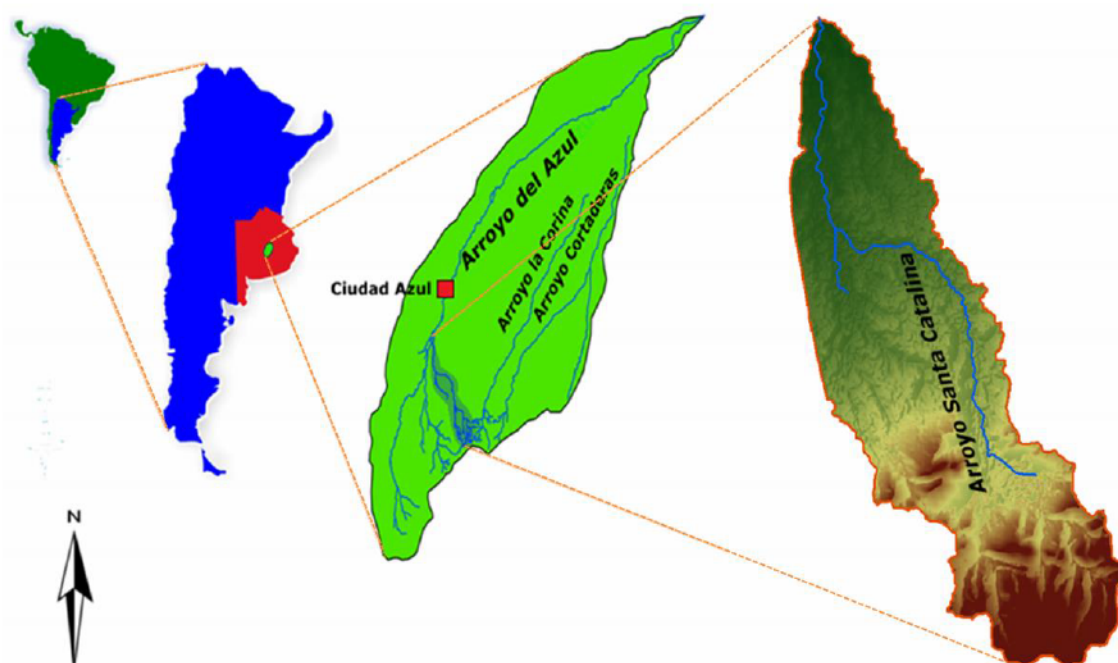 Arroyo del Azul
Arroyo la Corina
Arroyo Cortaderas
Ciudad Azul
Arroyo Santa Catalina
N